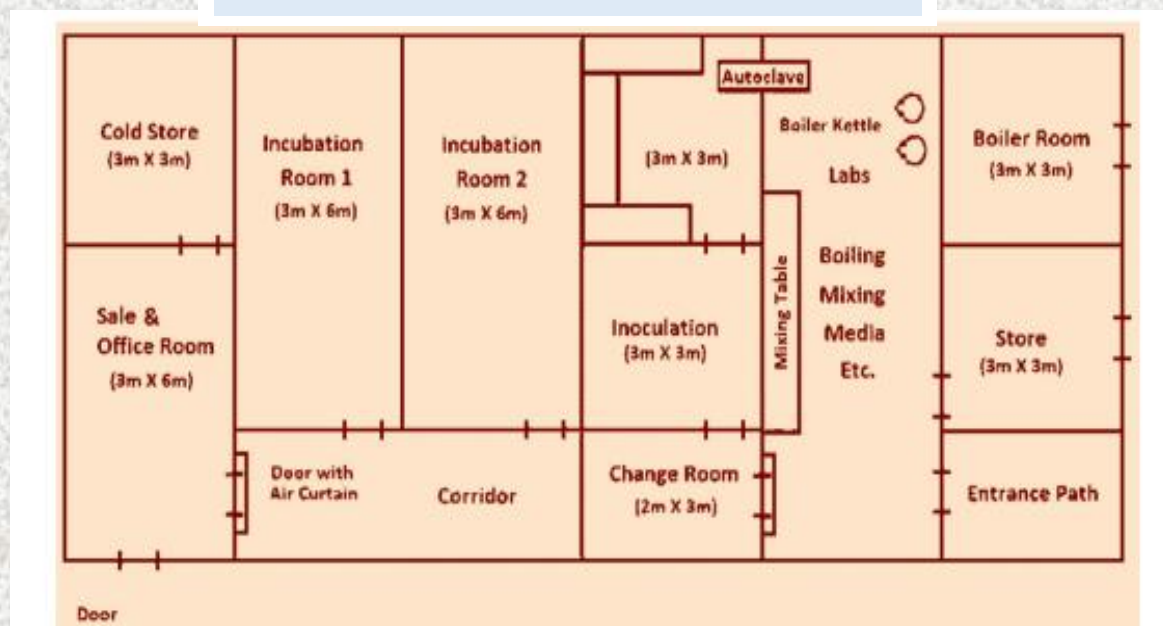 Cold Store
(3m X 3m)
Incubation
Room 1
(3m X 6m)
Incubation
Room 2
(3m X 6m)
(3m X 3m)
Autoclave
Boiler Kettle
Labs
Boiling
Mixing
Media
Etc.
Mixing Table
Boiler Room
(3m X 3m)
Sale &
Office Room
(3m X 6m)
Inoculation
(3m X 3m)
Store
(3m X 3m)
Door with
Air Curtain
Corridor
Change Room
(2m X 3m)
Entrance Path
Door